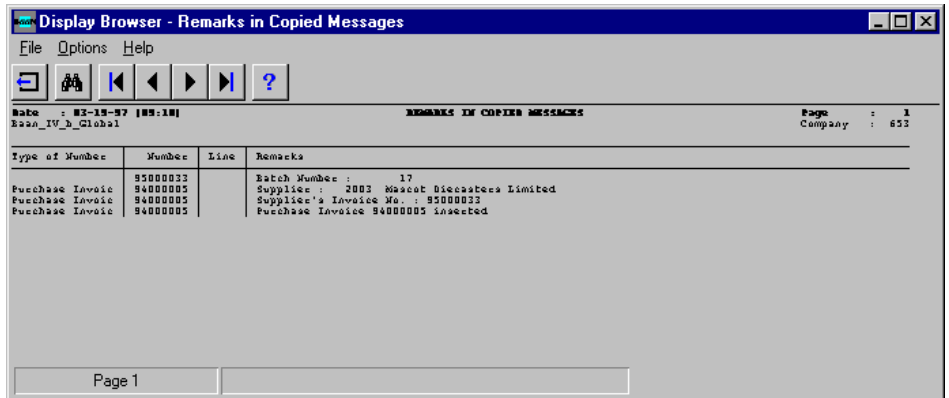 Display Browser - Remarks in Copied Messages
File Options Help
Date : 03-19-97 [09:18] REMARKS IN COPIED MESSAGES Page : 1
Baan_IV_b_Global Company : 653
Type of Number Number Line Remarks
95000033 Batch Number : 17
Purchase Invoic 94000005 Supplier : 2003 Mascot Diecasters Limited
Purchase Invoic 94000005 Supplier's Invoice No. : 95000033
Purchase Invoic 94000005 Purchase Invoice 94000005 inserted
Page 1